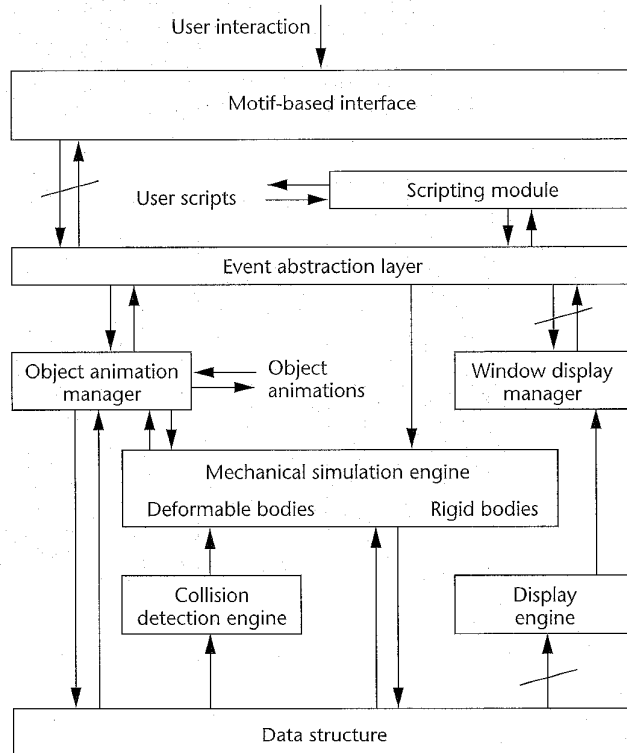 User interaction
Motif-based interface
User scripts
Scripting module
Event abstraction layer
Object animation
manager
Object
animations
Window display
manager
Mechanical simulation engine
Deformable bodies
Rigid bodies
Collision
detection engine
Display
engine
Data structure